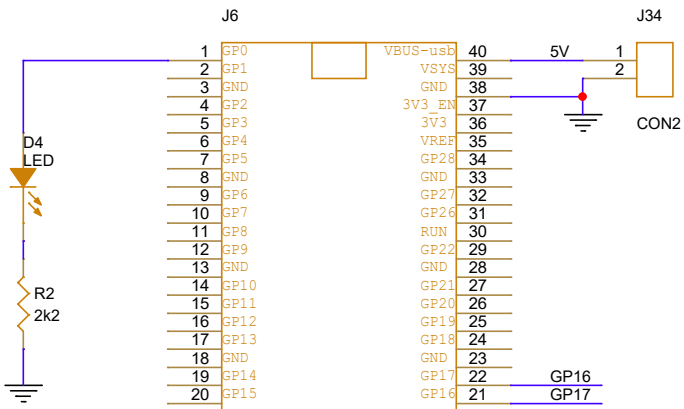 J6
J34
1 GP0 VBUS-usb 40 5V 1
2 GP1 VSYS 39 2
3 GND GND 38
4 GP2 3V3_EN 37
CON2
5 GP3 3V3 36
D4
6 GP4 VREF 35
LED
7 GP5 GP28 34
8 GND GND 33
9 GP6 GP27 32
10 GP7 GP26 31
11 GP8 RUN 30
12 GP9 GP22 29
13 GND GND 28
14 GP10 GP21 27
R2
15 GP11 GP20 26
2k2
16 GP12 GP19 25
17 GP13 GP18 24
18 GND GND 23
19 GP14 GP17 22 GP16
20 GP15 GP16 21 GP17